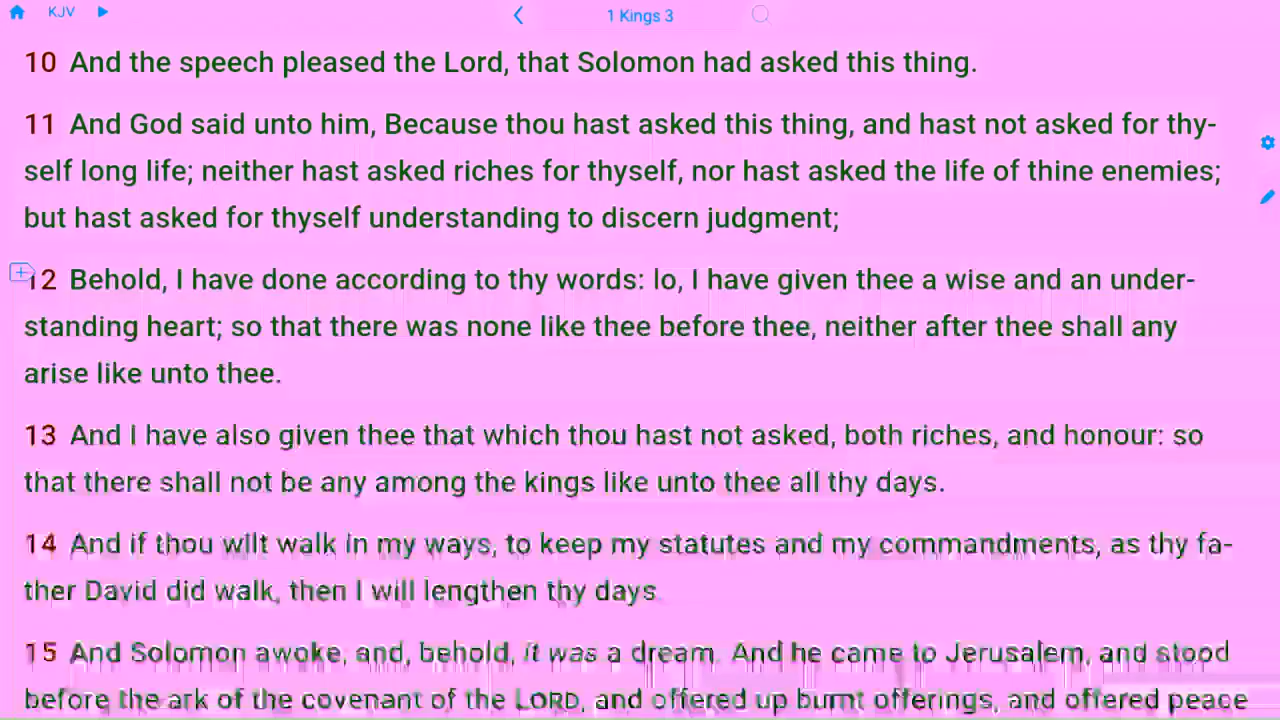 KJV
1 Kings 3
10 And the speech pleased the Lord, that Solomon had asked this thing.
11 And God said unto him, Because thou hast asked this thing, and hast not asked for thy-
self long life; neither hast asked riches for thyself, nor hast asked the life of thine enemies;
but hast asked for thyself understanding to discern judgment;
12 Behold, I have done according to thy words: lo, I have given thee a wise and an under-
standing heart; so that there was none like thee before thee, neither after thee shall any
arise like unto thee.
13 And I have also given thee that which thou hast not asked, both riches, and honour: so
that there shall not be any among the kings like unto thee all thy days.
14 And if thou wilt walk in my ways, to keep my statutes and my commandments, as thy fa-
ther David did walk, then I will lengthen thy days.
15 And Solomon awoke, and, behold, it was a dream. And he came to Jerusalem, and stood
before the ark of the covenant of the LORD, and offered up burnt offerings, and offered peace